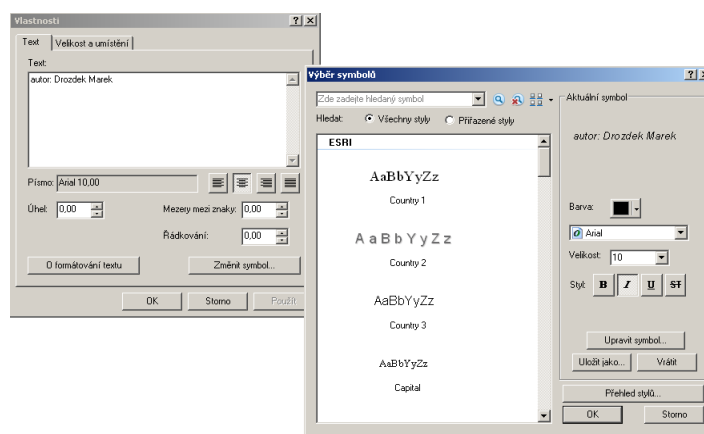 Vlastnosti
Text
Velikost a umístění
Text:
autor: Drozdek Marek
Písmo: Arial 10,00
Úhel: 0,00
Mezery mezi znaky: 0,00
Řádkování: 0,00
O formátování textu
Změnit symbol...
OK
Storno
Použít
Výběr symbolů
Zde zadejte hledaný symbol
Hledat:
Všechny styly
Přiřazené styly
ESRI
AaBbYyZz
Country 1
AaBbYyZz
Country 2
AaBbYyZz
Country 3
AaBbYyZz
Capital
Aktuální symbol
autor: Drozdek Marek
Barva:
Arial
Velikost: 10
Styl: B I U ST
Upravit symbol...
Uložit jako...
Vrátit
Přehled stylů...
OK
Storno